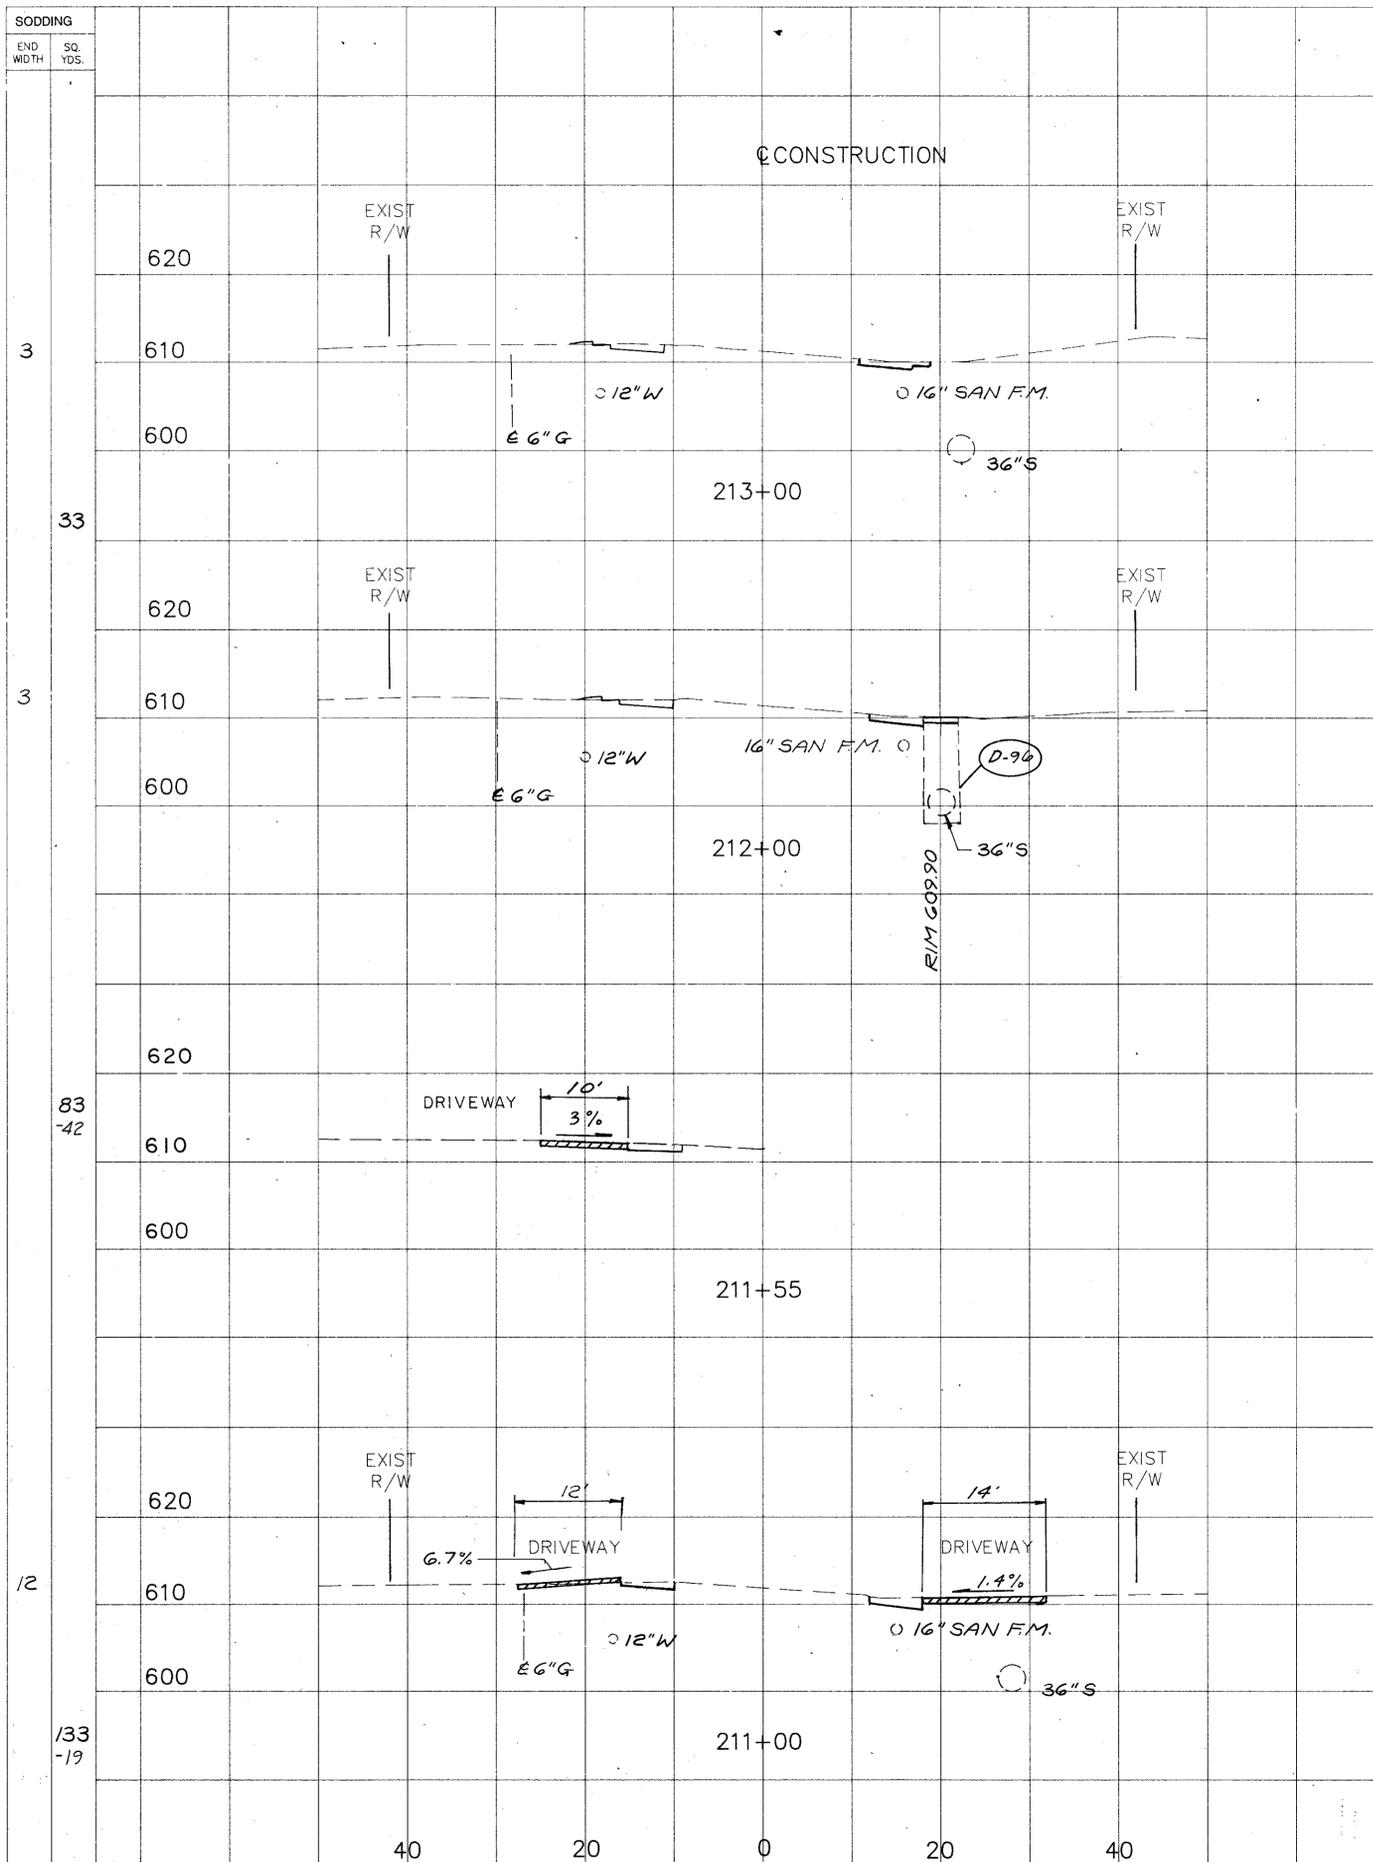 SODDING
END WIDTH
SQ. YDS.
℄ CONSTRUCTION
EXIST R/W
EXIST R/W
620
3
610
12"W
16" SAN F.M.
600
℄ 6"G
36"S
213+00
33
EXIST R/W
EXIST R/W
620
3
610
12"W
16" SAN F.M.
D-96
600
℄ 6"G
212+00
36"S
RIM 609.90
620
83
-42
DRIVEWAY
10'
3%
610
600
211+55
EXIST R/W
EXIST R/W
620
12'
14'
DRIVEWAY
DRIVEWAY
6.7%
1.4%
12
610
12"W
16" SAN F.M.
℄ 6"G
600
36"S
133
-19
211+00
40
20
0
20
40